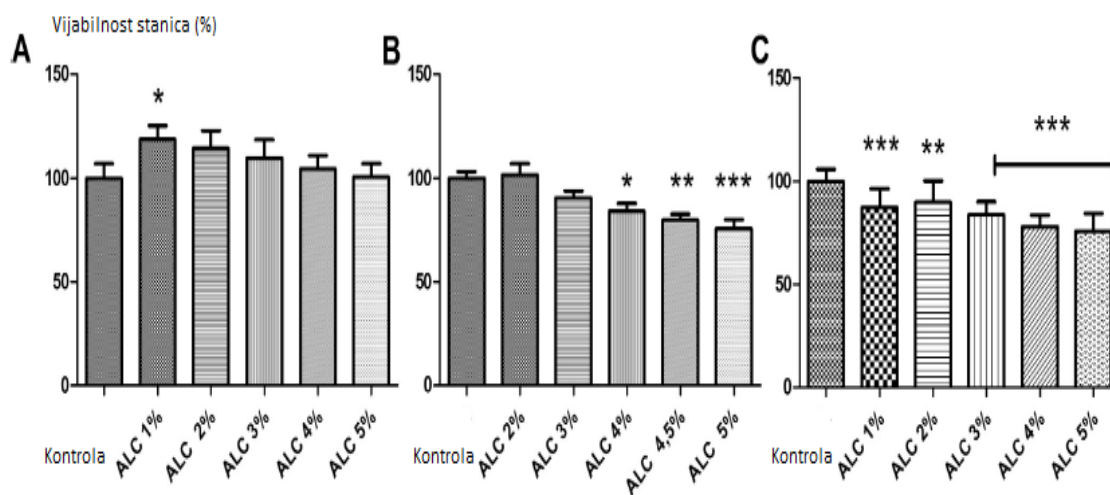 Vijabilnost stanica (%)
A
150
100
50
0
*
Kontrola
ALC 1%
ALC 2%
ALC 3%
ALC 4%
ALC 5%
B
150
100
50
0
*
**
***
Kontrola
ALC 2%
ALC 3%
ALC 4%
ALC 4,5%
ALC 5%
C
150
100
50
0
***
**
***
Kontrola
ALC 1%
ALC 2%
ALC 3%
ALC 4%
ALC 5%